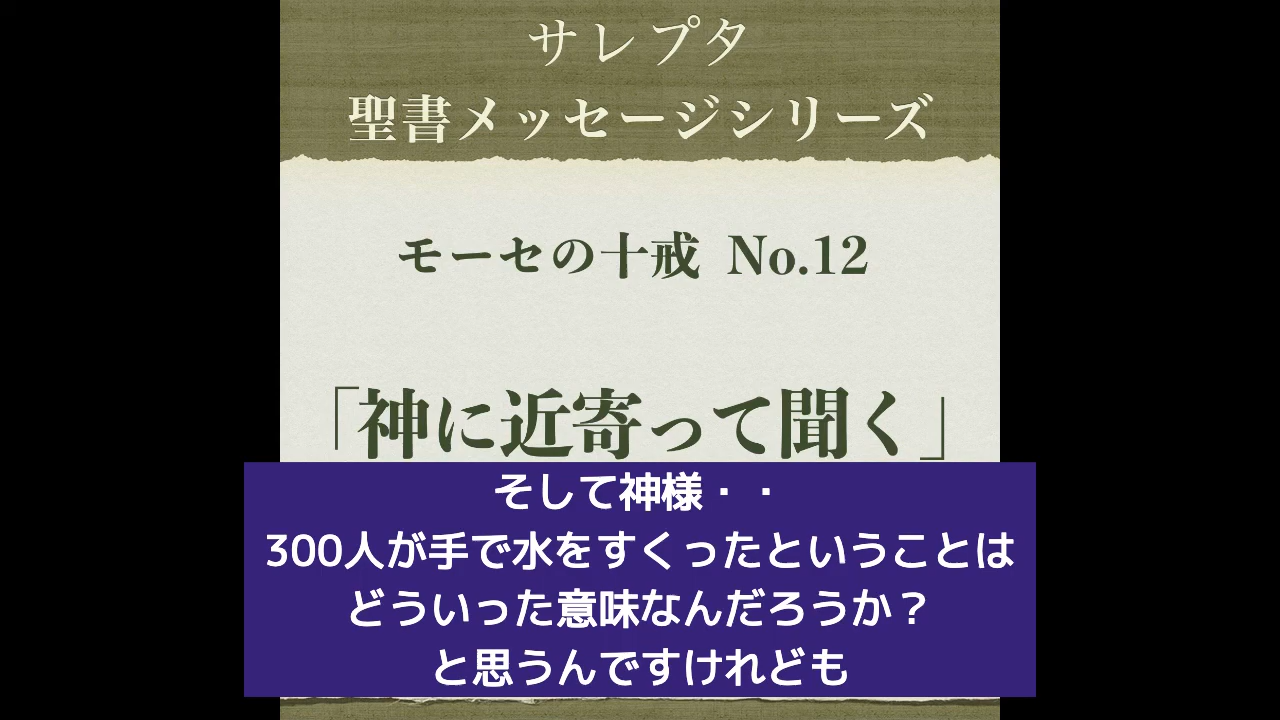 サレプタ
聖書メッセージシリーズ
モーセの十戒 No.12
「神に近寄って聞く」
そして神様・・
300人が手で水をすくったということは
どういった意味なんだろうか？
と思うんですけれども